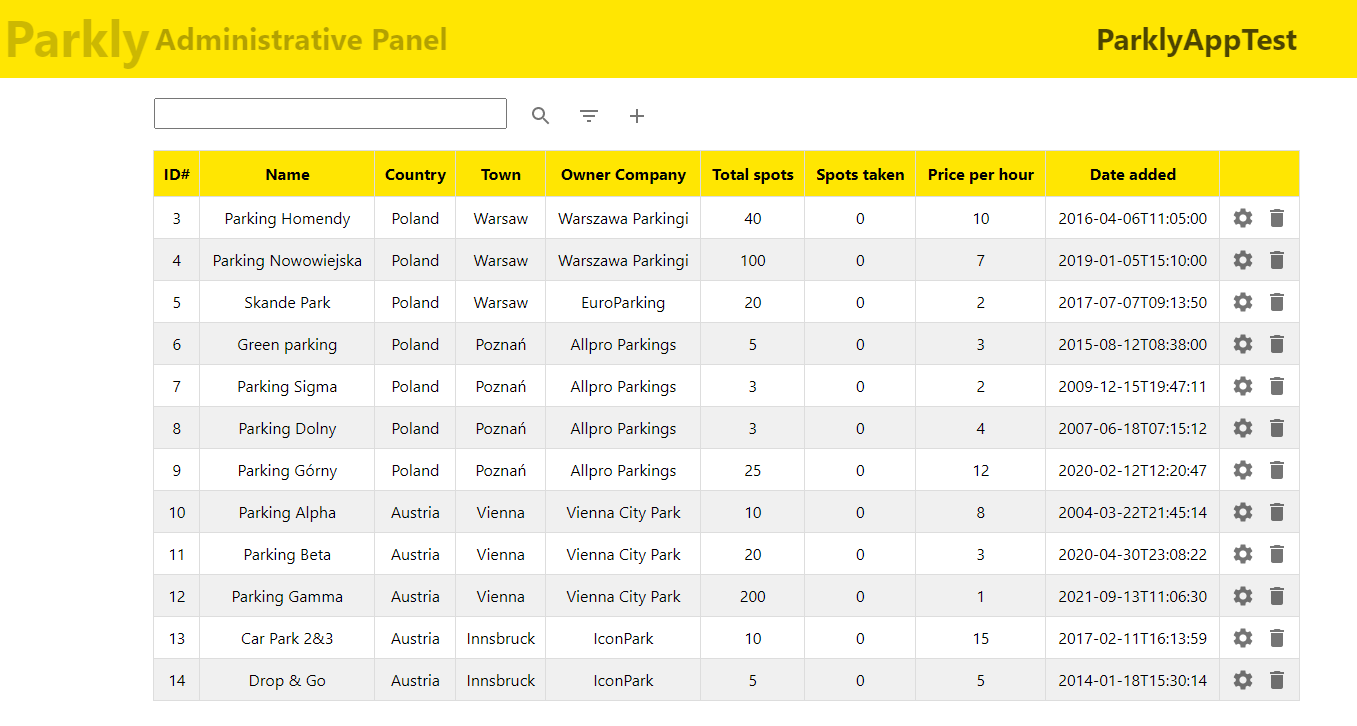 Parkly Administrative Panel ParklyAppTest
ID# Name Country Town Owner Company Total spots Spots taken Price per hour Date added
3 Parking Homendy Poland Warsaw Warszawa Parkingi 40 0 10 2016-04-06T11:05:00
4 Parking Nowowiejska Poland Warsaw Warszawa Parkingi 100 0 7 2019-01-05T15:10:00
5 Skande Park Poland Warsaw EuroParking 20 0 2 2017-07-07T09:13:50
6 Green parking Poland Poznań Allpro Parkings 5 0 3 2015-08-12T08:38:00
7 Parking Sigma Poland Poznań Allpro Parkings 3 0 2 2009-12-15T19:47:11
8 Parking Dolny Poland Poznań Allpro Parkings 3 0 4 2007-06-18T07:15:12
9 Parking Górny Poland Poznań Allpro Parkings 25 0 12 2020-02-12T12:20:47
10 Parking Alpha Austria Vienna Vienna City Park 10 0 8 2004-03-22T21:45:14
11 Parking Beta Austria Vienna Vienna City Park 20 0 3 2020-04-30T23:08:22
12 Parking Gamma Austria Vienna Vienna City Park 200 0 1 2021-09-13T11:06:30
13 Car Park 2&3 Austria Innsbruck IconPark 10 0 15 2017-02-11T16:13:59
14 Drop & Go Austria Innsbruck IconPark 5 0 5 2014-01-18T15:30:14